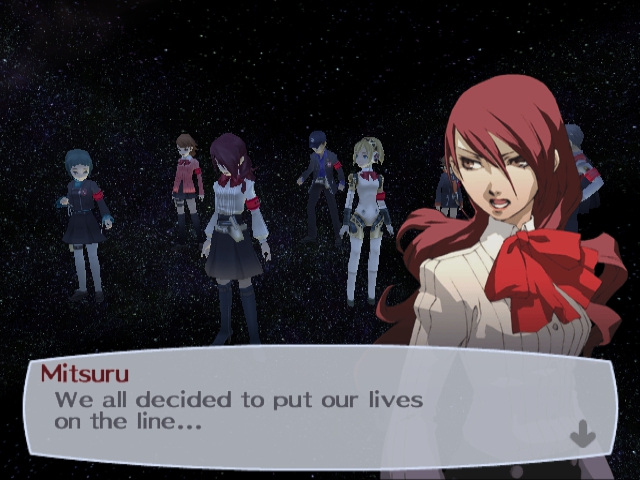 Mitsuru
We all decided to put our lives
on the line...